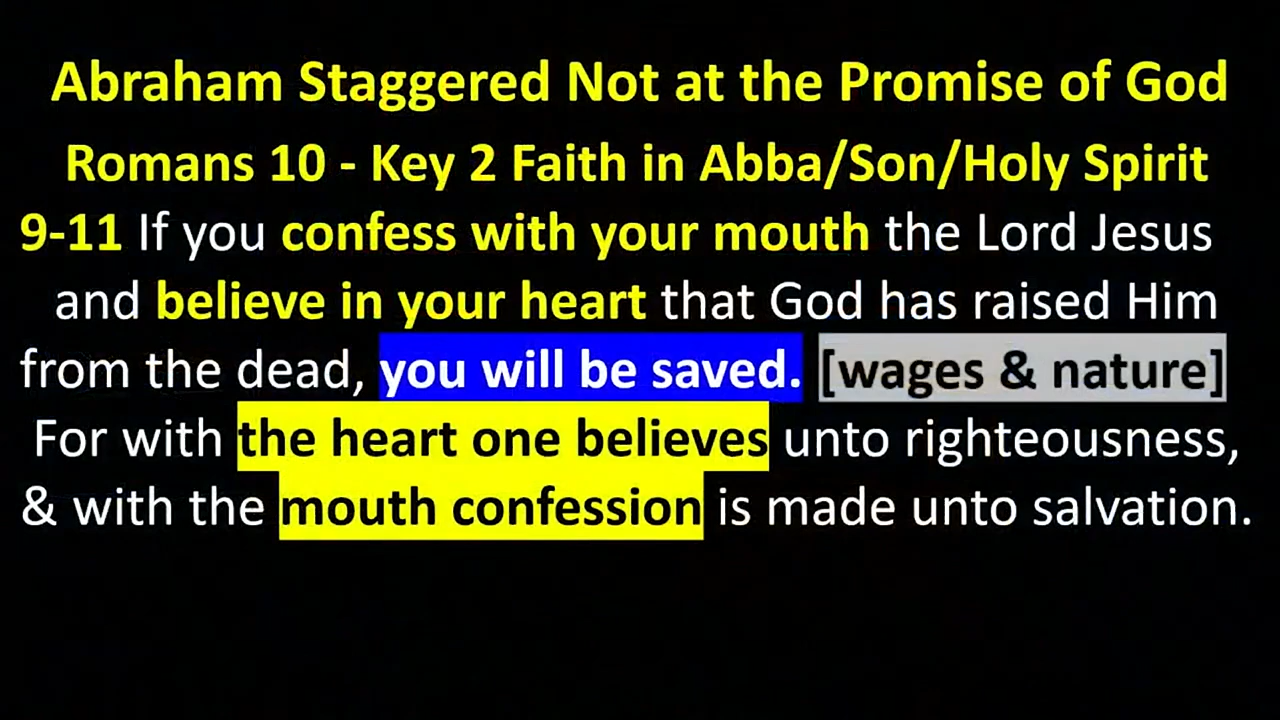 Abraham Staggered Not at the Promise of God
Romans 10 - Key 2 Faith in Abba/Son/Holy Spirit
9-11 If you confess with your mouth the Lord Jesus
and believe in your heart that God has raised Him
from the dead, you will be saved. [wages & nature]
For with the heart one believes unto righteousness,
& with the mouth confession is made unto salvation.